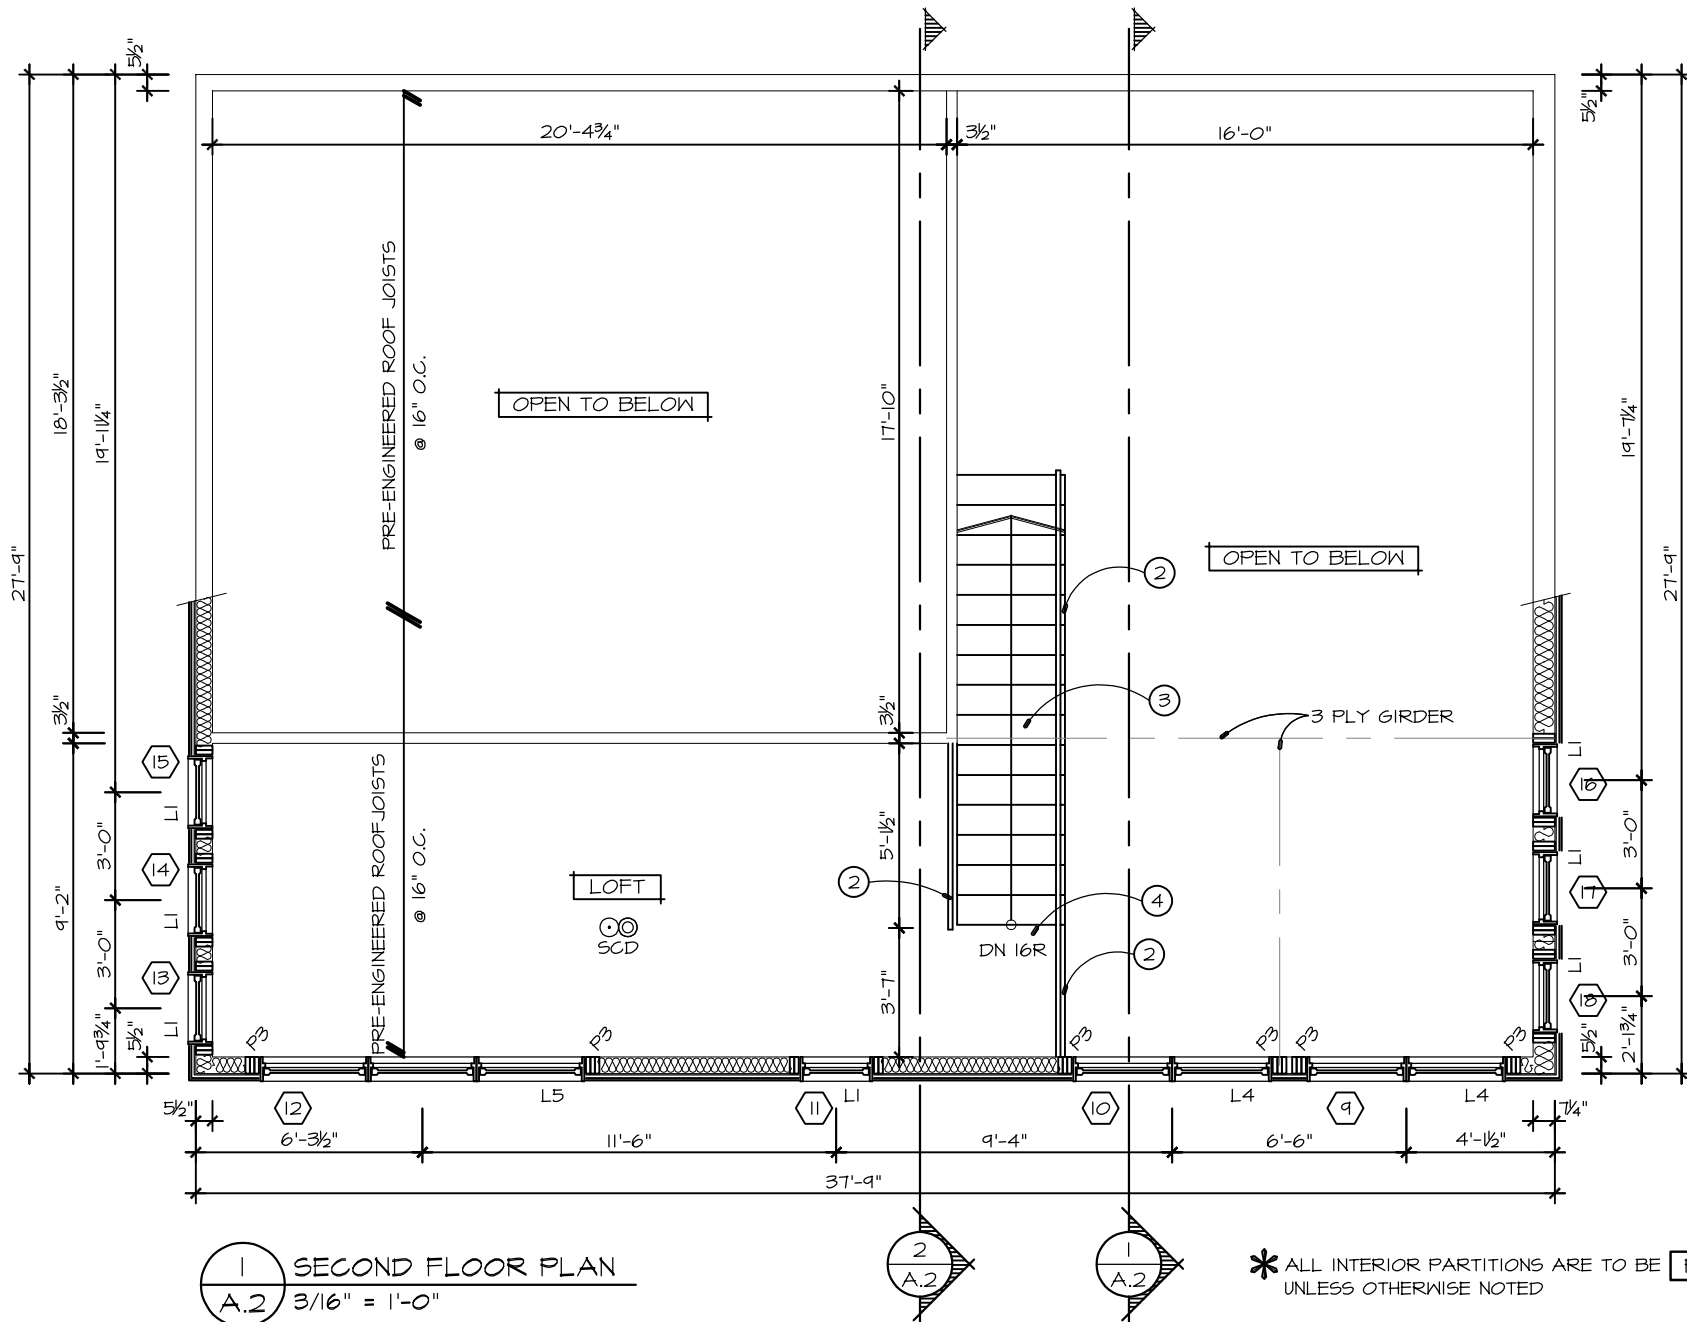 5½"
5½"
20'-4¾"
3½"
16'-0"
27'-9"
18'-3½"
19'-11¼"
PRE-ENGINEERED ROOF JOISTS
@ 16" O.C.
OPEN TO BELOW
17'-10"
19'-7¼"
27'-9"
OPEN TO BELOW
2
3
3 PLY GIRDER
3½"
3½"
15
L1
14
L1
13
L1
3'-0"
3'-0"
9'-2"
1'-9¾"
5½"
PRE-ENGINEERED ROOF JOISTS
@ 16" O.C.
LOFT
SCD
2
5'-1½"
3'-7"
4
DN 16R
2
L1
16
L1
17
L1
18
3'-0"
3'-0"
5½"
2'-1¾"
P3
P3
P3
P3
P3
P3
L5
L1
L4
L4
5½"
12
11
10
9
7¼"
6'-3½"
11'-6"
9'-4"
6'-6"
4'-1½"
37'-9"
1
A.2
SECOND FLOOR PLAN
3/16" = 1'-0"
2
A.2
1
A.2
* ALL INTERIOR PARTITIONS ARE TO BE
UNLESS OTHERWISE NOTED